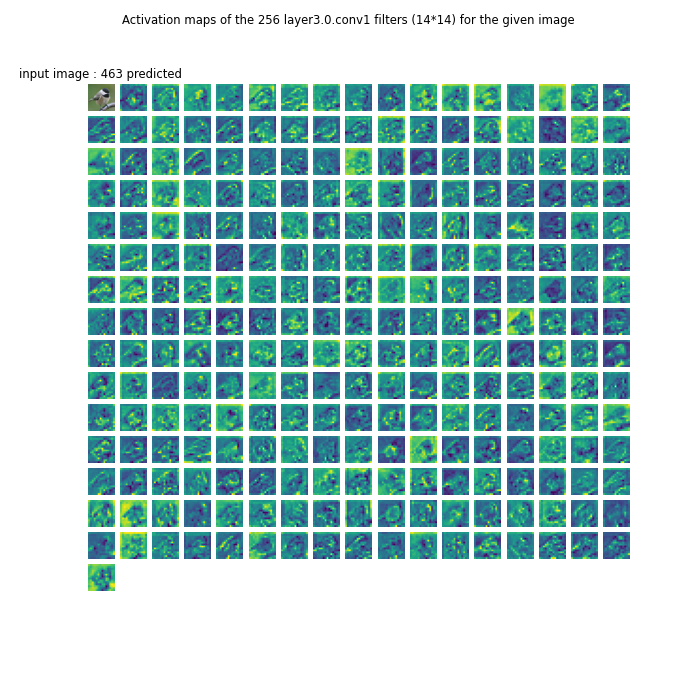 Activation maps of the 256 layer3.0.conv1 filters (14*14) for the given image
input image : 463 predicted